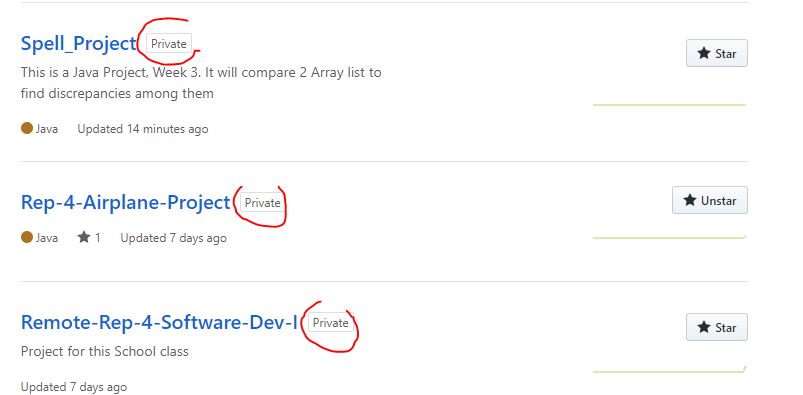 Spell_Project Private
Star
This is a Java Project, Week 3. It will compare 2 Array list to
find discrepancies among them
Java Updated 14 minutes ago
Rep-4-Airplane-Project Private
Unstar
Java 1 Updated 7 days ago
Remote-Rep-4-Software-Dev-I Private
Star
Project for this School class
Updated 7 days ago